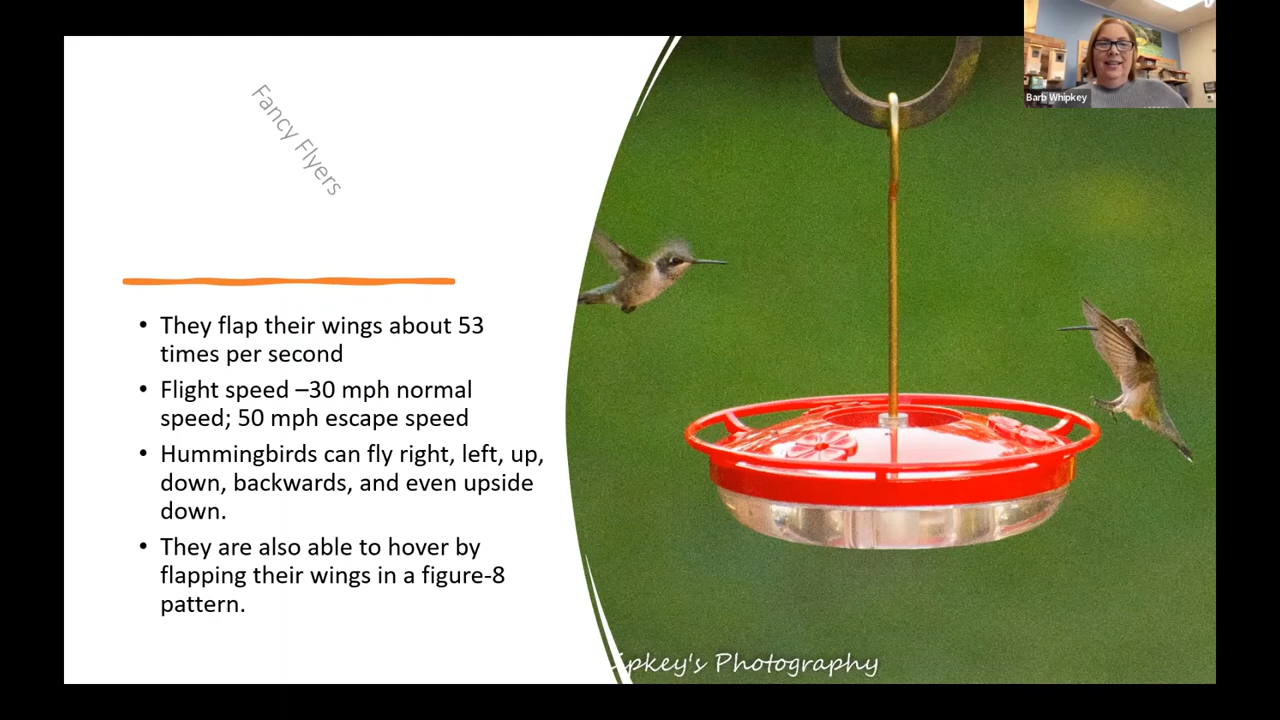 Fancy Flyers
Barb Whipkey
• They flap their wings about 53
times per second
• Flight speed –30 mph normal
speed; 50 mph escape speed
• Hummingbirds can fly right, left, up,
down, backwards, and even upside
down.
• They are also able to hover by
flapping their wings in a figure-8
pattern.
Photography